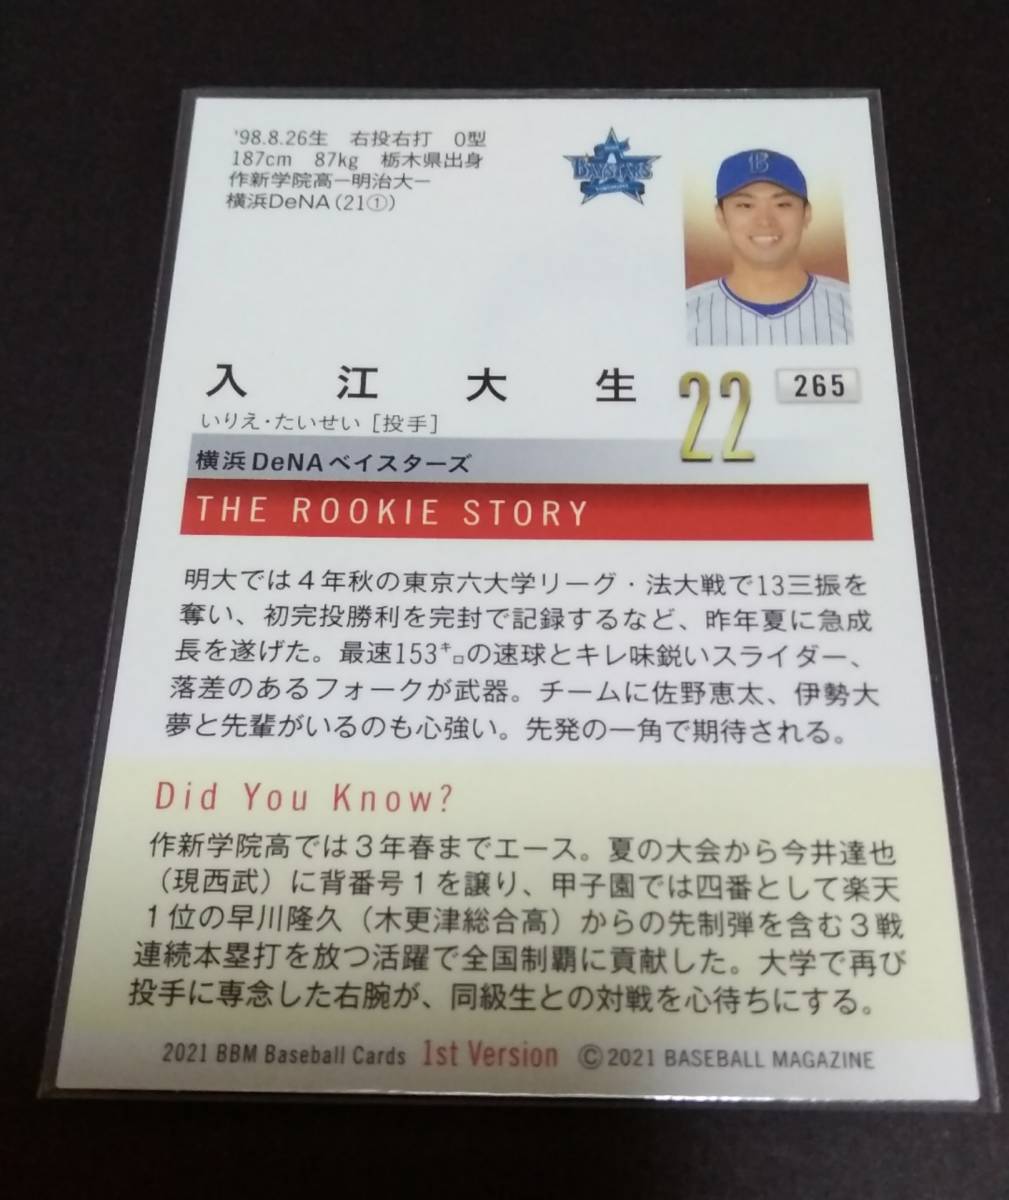 '98.8.26生 右投右打 O型
187cm 87kg 栃木県出身
作新学院高―明治大―
横浜DeNA(21①)
BAYSTARS
B
入江大生
22
265
いりえ・たいせい [投手]
横浜DeNAベイスターズ
THE ROOKIE STORY
明大では4年秋の東京六大学リーグ・法大戦で13三振を
奪い、初完投勝利を完封で記録するなど、昨年夏に急成
長を遂げた。最速153㌔の速球とキレ味鋭いスライダー、
落差のあるフォークが武器。チームに佐野恵太、伊勢大
夢と先輩がいるのも心強い。先発の一角で期待される。
Did You Know?
作新学院高では3年春までエース。夏の大会から今井達也
(現西武)に背番号1を譲り、甲子園では四番として楽天
1位の早川隆久(木更津総合高)からの先制弾を含む3戦
連続本塁打を放つ活躍で全国制覇に貢献した。大学で再び
投手に専念した右腕が、同級生との対戦を心待ちにする。
2021 BBM Baseball Cards 1st Version © 2021 BASEBALL MAGAZINE